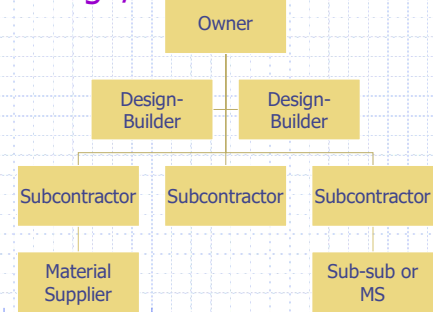 Owner
Design-
Builder
Design-
Builder
Subcontractor
Subcontractor
Subcontractor
Material
Supplier
Sub-sub or
MS